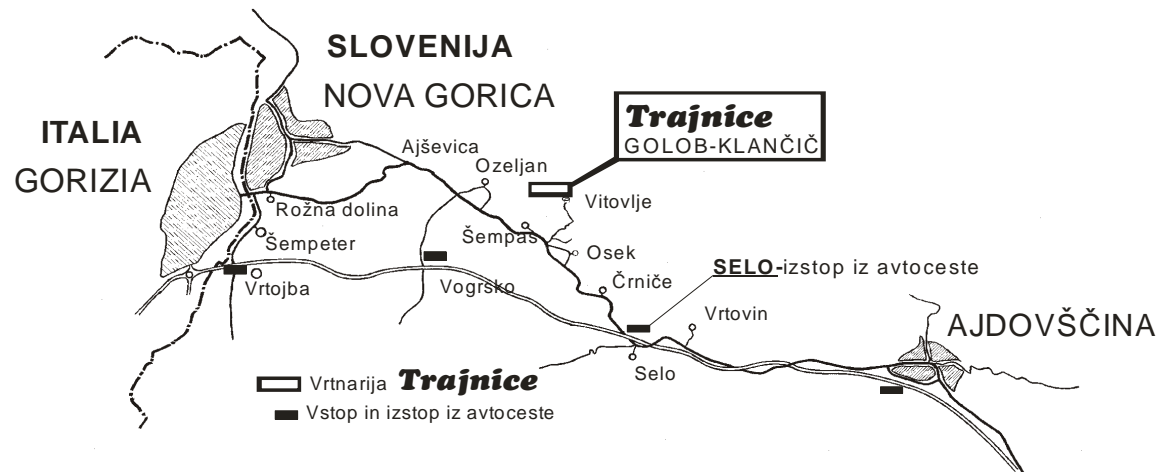 SLOVENIJA
NOVA GORICA
ITALIA
GORIZIA
Trajnice
GOLOB-KLANČIČ
Ajševica
Ozeljan
Vitovlje
Rožna dolina
Šempas
Šempeter
Osek
SELO-izstop iz avtoceste
Črniče
Vrtojba
Vogrsko
Vrtovin
AJDOVŠČINA
Selo
Vrtnarija Trajnice
Vstop in izstop iz avtoceste